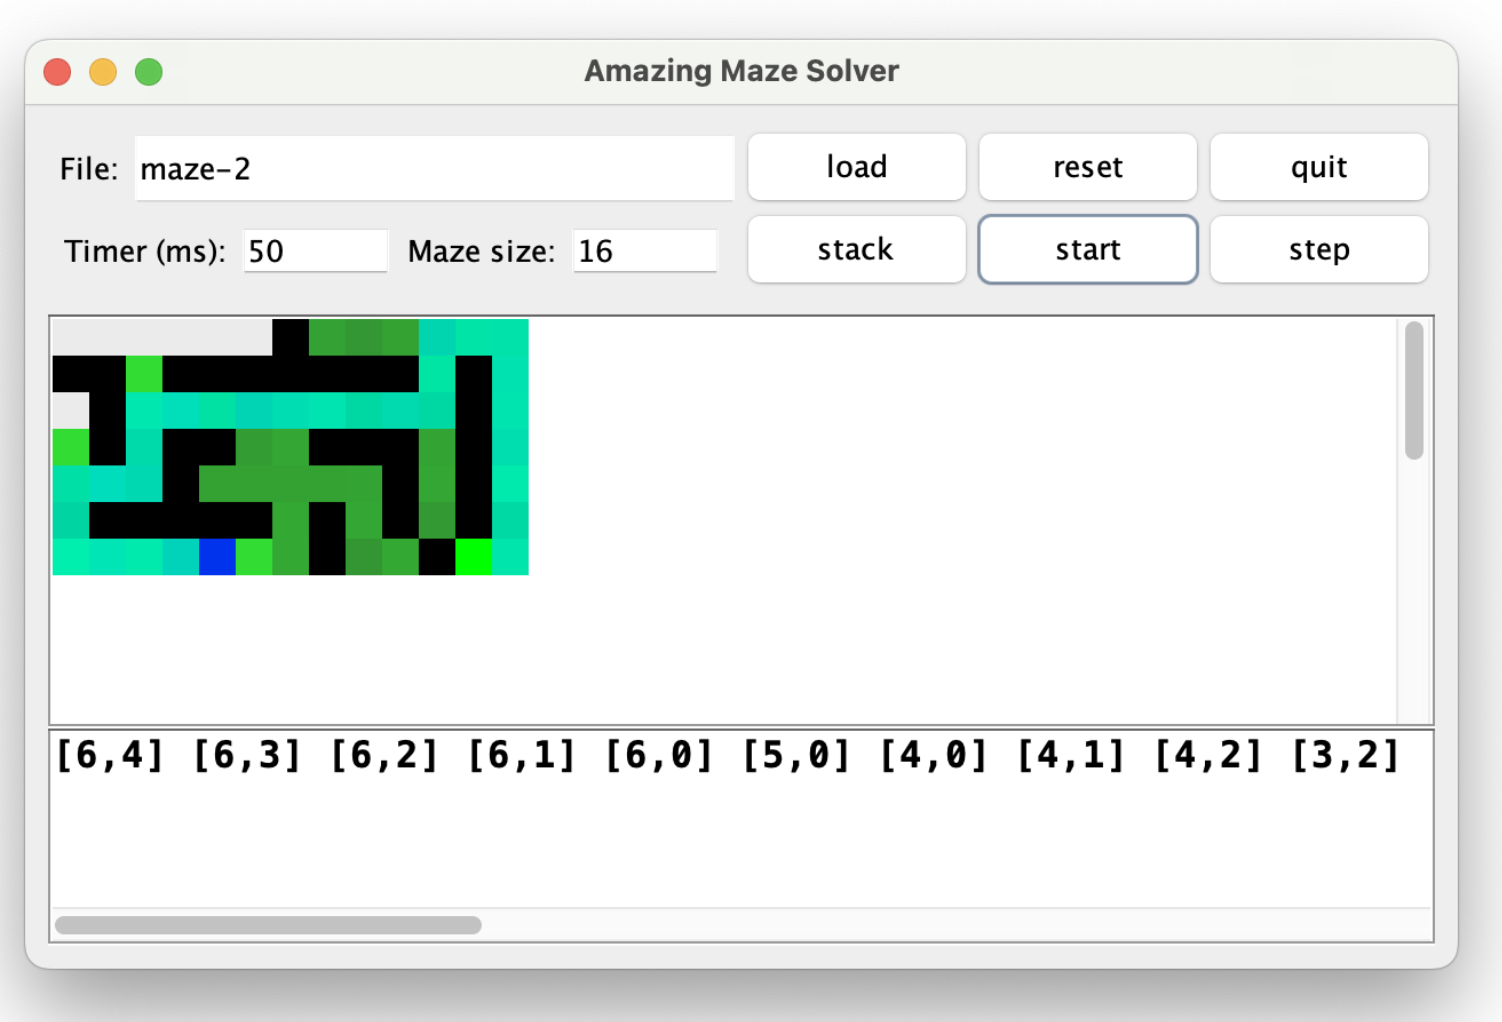 Amazing Maze Solver
File: maze-2 load reset quit
Timer (ms): 50 Maze size: 16 stack start step
[6,4] [6,3] [6,2] [6,1] [6,0] [5,0] [4,0] [4,1] [4,2] [3,2]